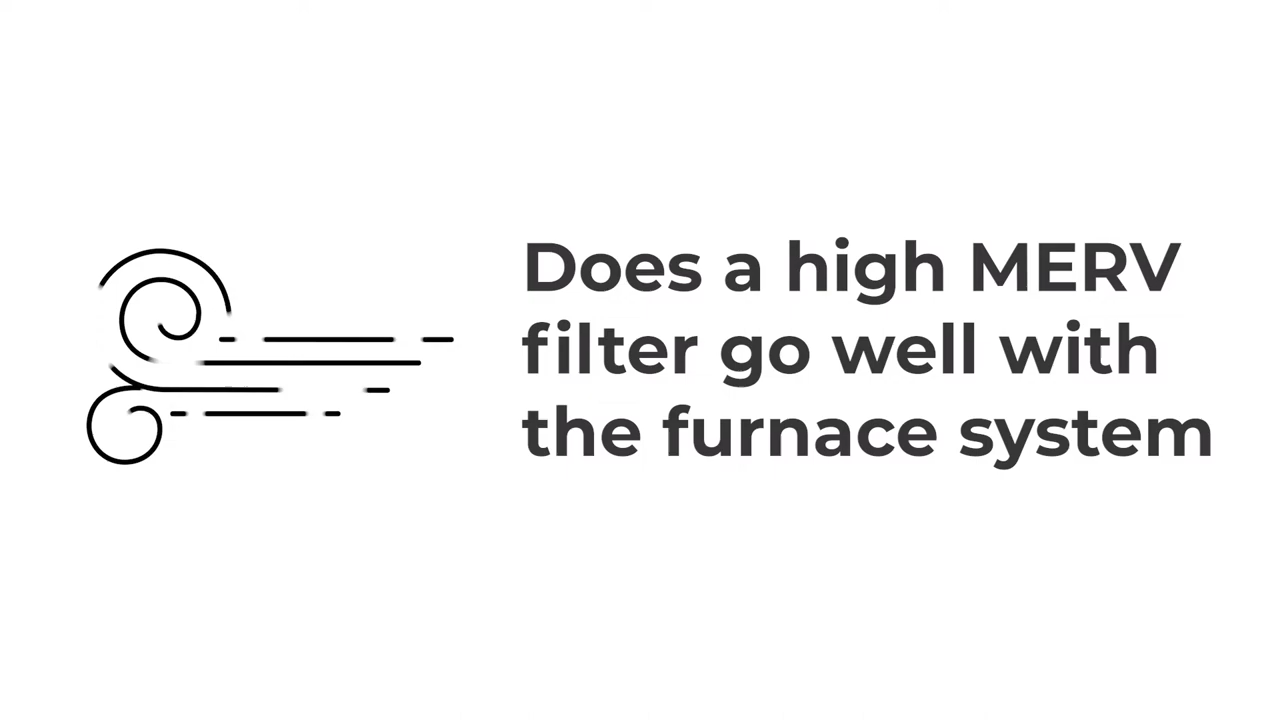 Does a high MERV
filter go well with
the furnace system